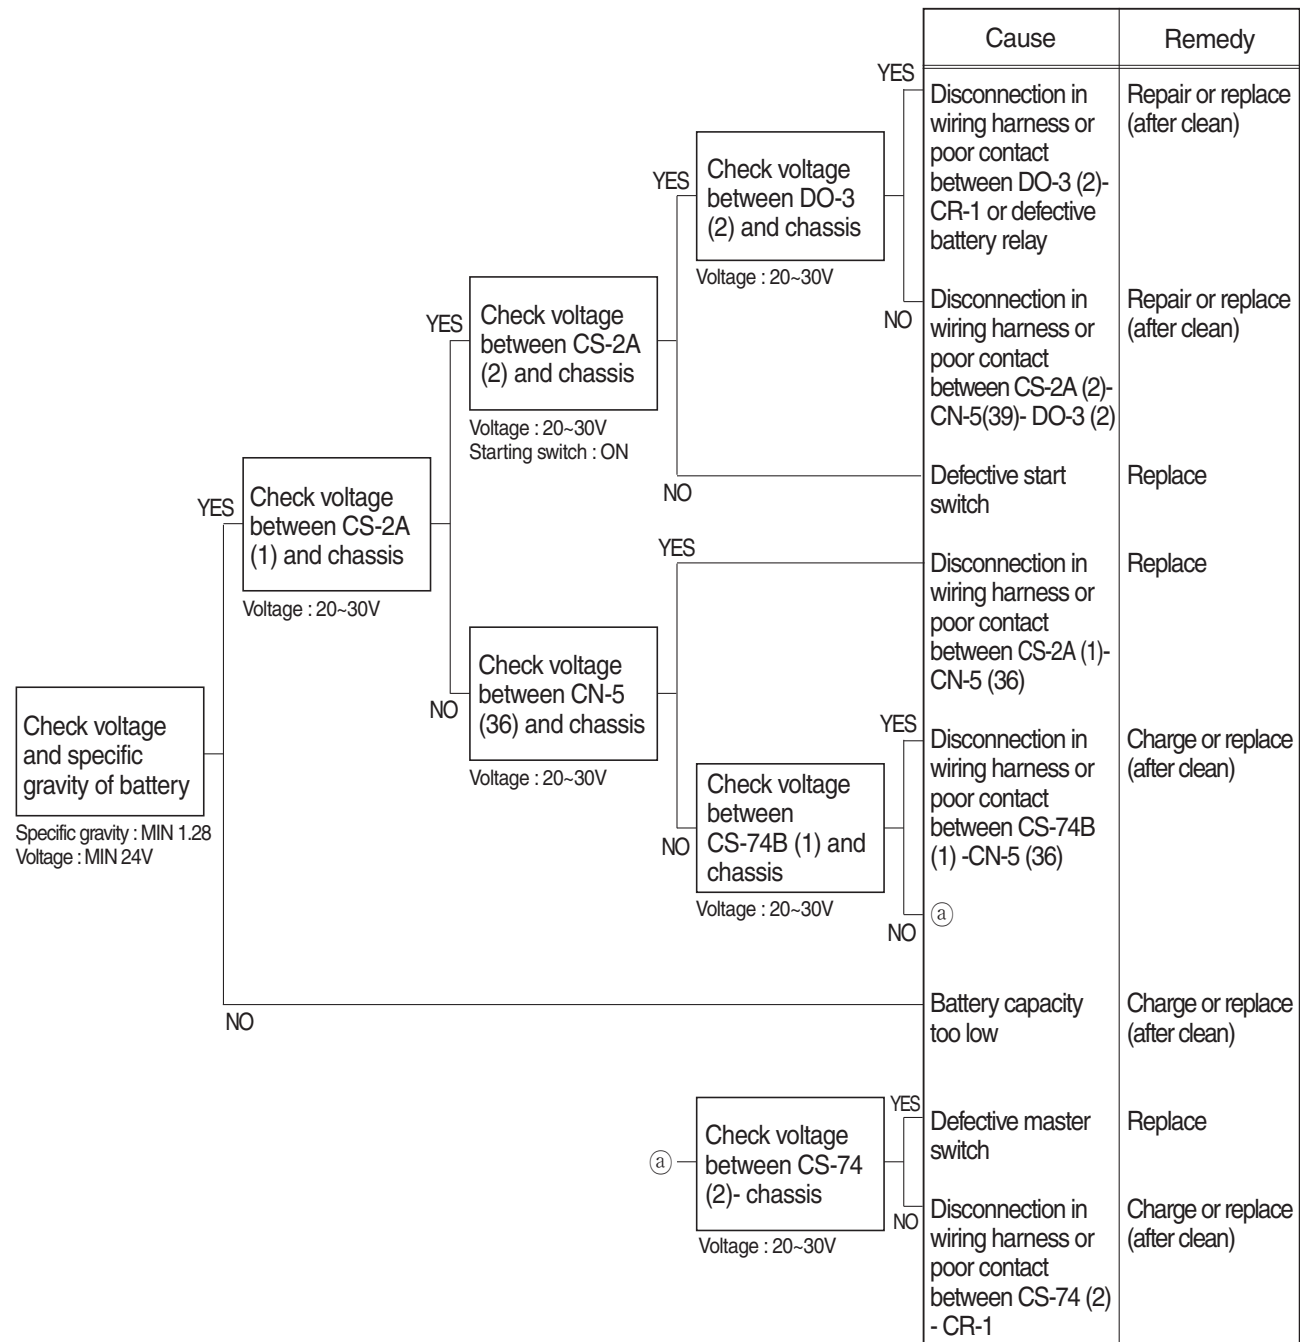 Cause
Remedy
YES
Disconnection in
wiring harness or
poor contact
between DO-3 (2)-
CR-1 or defective
battery relay
Repair or replace
(after clean)
YES
Check voltage
between DO-3
(2) and chassis
Voltage : 20~30V
NO
Disconnection in
wiring harness or
poor contact
between CS-2A (2)-
CN-5(39)- DO-3 (2)
Repair or replace
(after clean)
YES
Check voltage
between CS-2A
(2) and chassis
Voltage : 20~30V
Starting switch : ON
NO
Defective start
switch
Replace
YES
Check voltage
between CS-2A
(1) and chassis
Voltage : 20~30V
YES
Disconnection in
wiring harness or
poor contact
between CS-2A (1)-
CN-5 (36)
Replace
NO
Check voltage
between CN-5
(36) and chassis
Voltage : 20~30V
Check voltage
and specific
gravity of battery
Specific gravity : MIN 1.28
Voltage : MIN 24V
YES
Disconnection in
wiring harness or
poor contact
between CS-74B
(1) -CN-5 (36)
Charge or replace
(after clean)
NO
Check voltage
between
CS-74B (1) and
chassis
Voltage : 20~30V
NO
ⓐ
NO
Battery capacity
too low
Charge or replace
(after clean)
ⓐ
Check voltage
between CS-74
(2)- chassis
Voltage : 20~30V
YES
Defective master
switch
Replace
NO
Disconnection in
wiring harness or
poor contact
between CS-74 (2)
- CR-1
Charge or replace
(after clean)